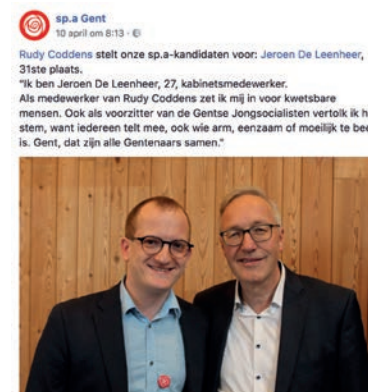 sp.a Gent
10 april om 8:13 ·
Rudy Coddens stelt onze sp.a-kandidaten voor: Jeroen De Leenheer,
31ste plaats.
"Ik ben Jeroen De Leenheer, 27, kabinetsmedewerker.
Als medewerker van Rudy Coddens zet ik mij in voor kwetsbare
mensen. Ook als voorzitter van de Gentse Jongsocialisten vertolk ik h
stem, want iedereen telt mee, ook wie arm, eenzaam of moeilijk te bee
is. Gent, dat zijn alle Gentenaars samen."